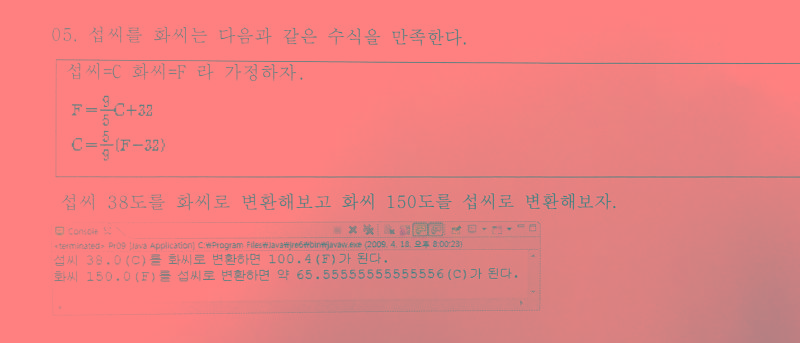 05. 섭씨를 화씨는 다음과 같은 수식을 만족한다.
섭씨=C 화씨=F 라 가정하자.
F=9/5C+32
C=5/9(F-32)
섭씨 38도를 화씨로 변환해보고 화씨 150도를 섭씨로 변환해보자.
Console
<terminated> Pr09 [Java Application] C:₩Program Files₩Java₩jre6₩bin₩javaw.exe (2009. 4. 18. 오후 8:00:23)
섭씨 38.0(C)를 화씨로 변환하면 100.4(F)가 된다.
화씨 150.0(F)를 섭씨로 변환하면 약 65.55555555555556(C)가 된다.